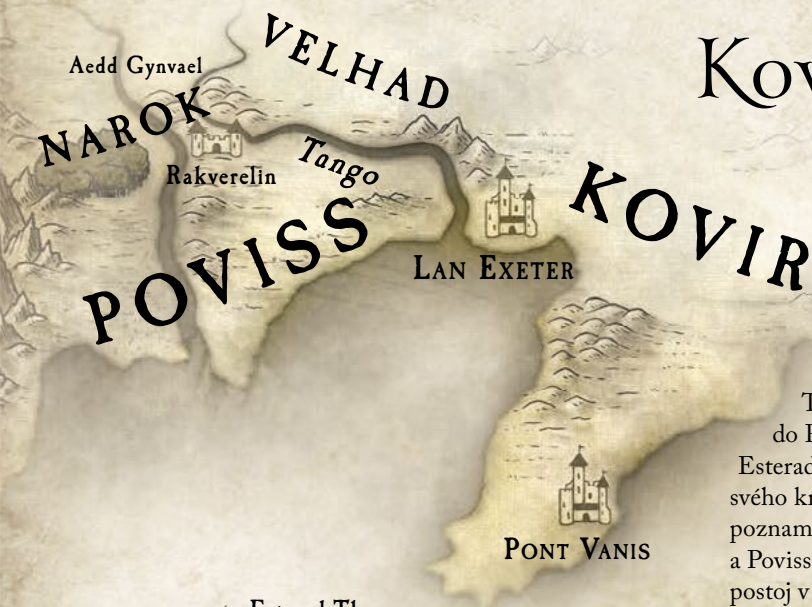 VELHAD
Kov
Aedd Gynvael
NAROK
Rakverelin
Tango
KOVIR
POVISS
LAN EXETER
do
Esterad
svého kr
poznam
a Poviss
postoj v
PONT VANIS